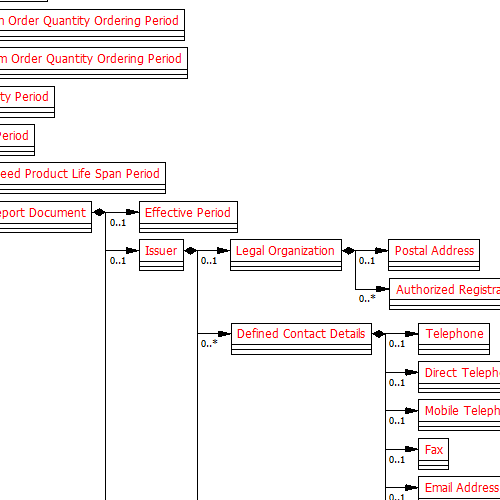 m Order Quantity Ordering Period
m Order Quantity Ordering Period
ty Period
Period
eed Product Life Span Period
eport Document
0..1
Effective Period
0..1
Issuer
0..1
Legal Organization
0..1
Postal Address
0..*
Authorized Registra
0..*
Defined Contact Details
0..1
Telephone
0..1
Direct Teleph
0..1
Mobile Teleph
0..1
Fax
0..1
Email Address